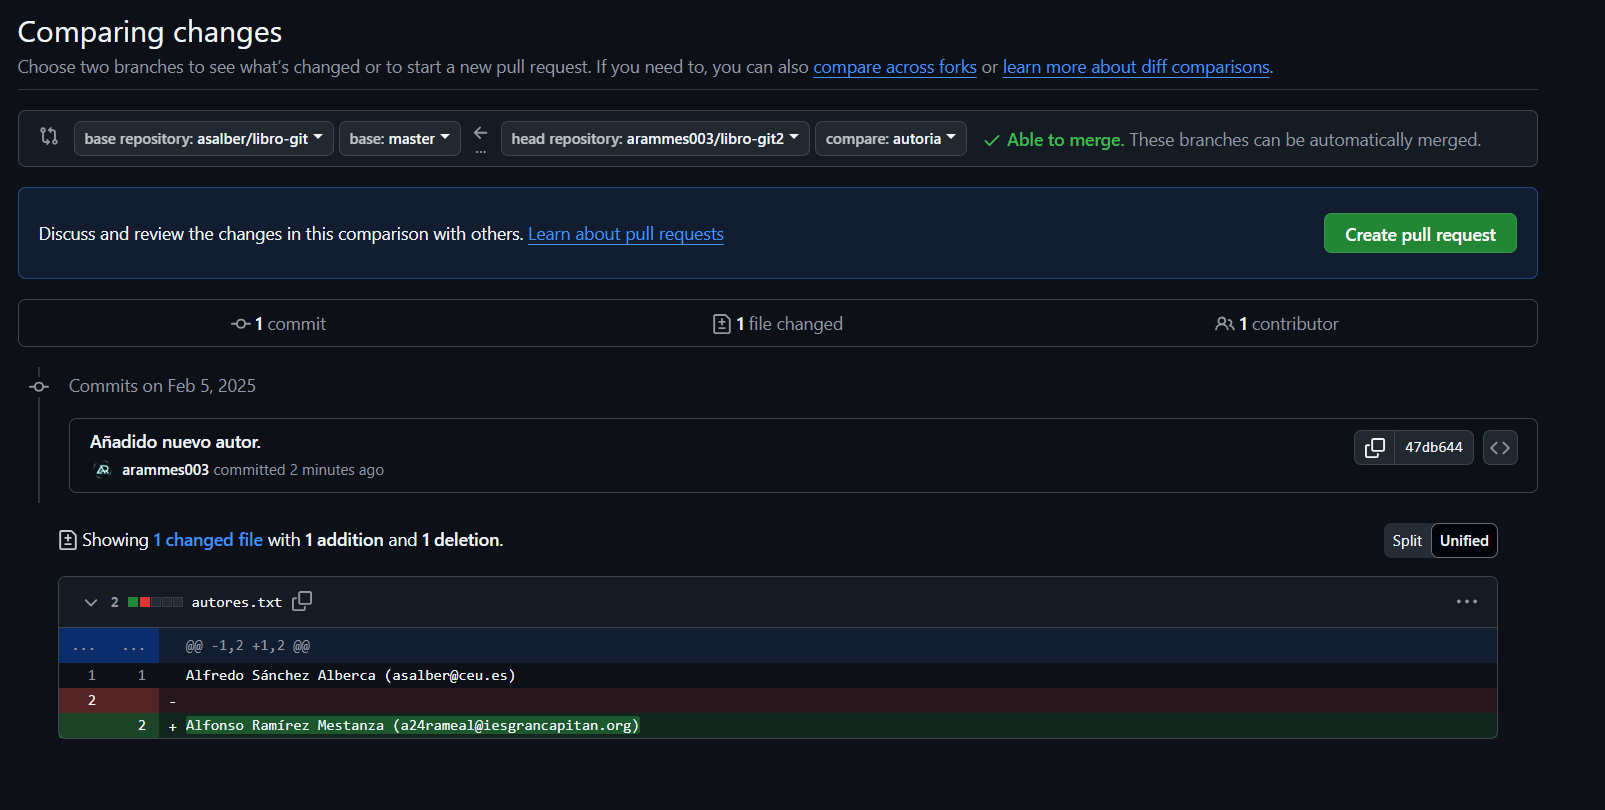 Comparing changes
Choose two branches to see what's changed or to start a new pull request. If you need to, you can also compare across forks or learn more about diff comparisons.
base repository: asalber/libro-git base: master ... head repository: arammes003/libro-git2 compare: autoria Able to merge. These branches can be automatically merged.
Discuss and review the changes in this comparison with others. Learn about pull requests Create pull request
1 commit 1 file changed 1 contributor
Commits on Feb 5, 2025
Añadido nuevo autor.
arammes003 committed 2 minutes ago 47db644
Showing 1 changed file with 1 addition and 1 deletion. Split Unified
2 autores.txt ...
... ... @@ -1,2 +1,2 @@
1 1 Alfredo Sánchez Alberca (asalber@ceu.es)
2 -
2 + Alfonso Ramírez Mestanza (a24rameal@iesgrancapitan.org)